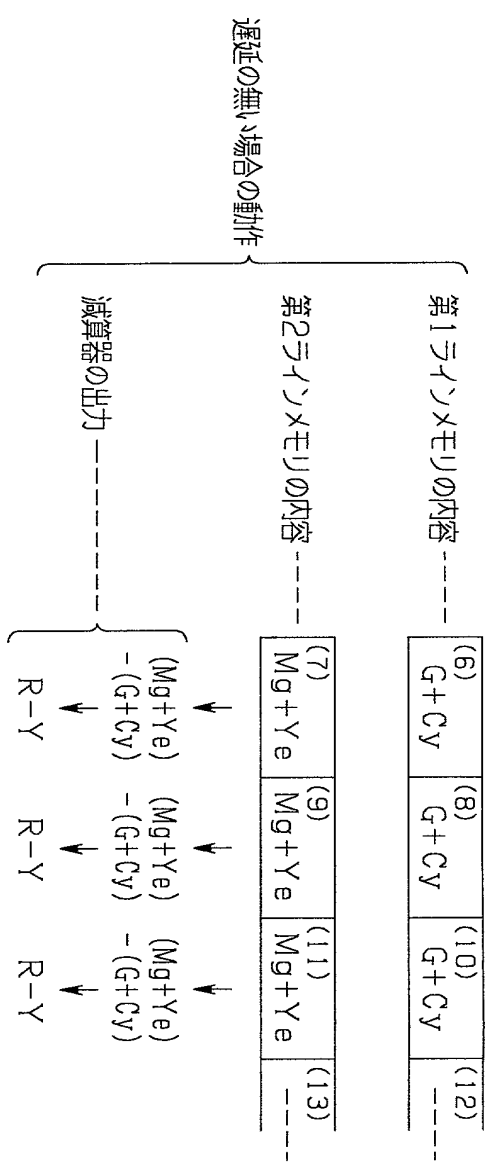 遅延の無い場合の動作
第1ラインメモリの内容
(6) (8) (10) (12)
G+Cy G+Cy G+Cy
第2ラインメモリの内容
(7) (9) (11) (13)
Mg+Ye Mg+Ye Mg+Ye
減算器の出力
(Mg+Ye) (Mg+Ye) (Mg+Ye)
-(G+Cy) -(G+Cy) -(G+Cy)
R-Y R-Y R-Y